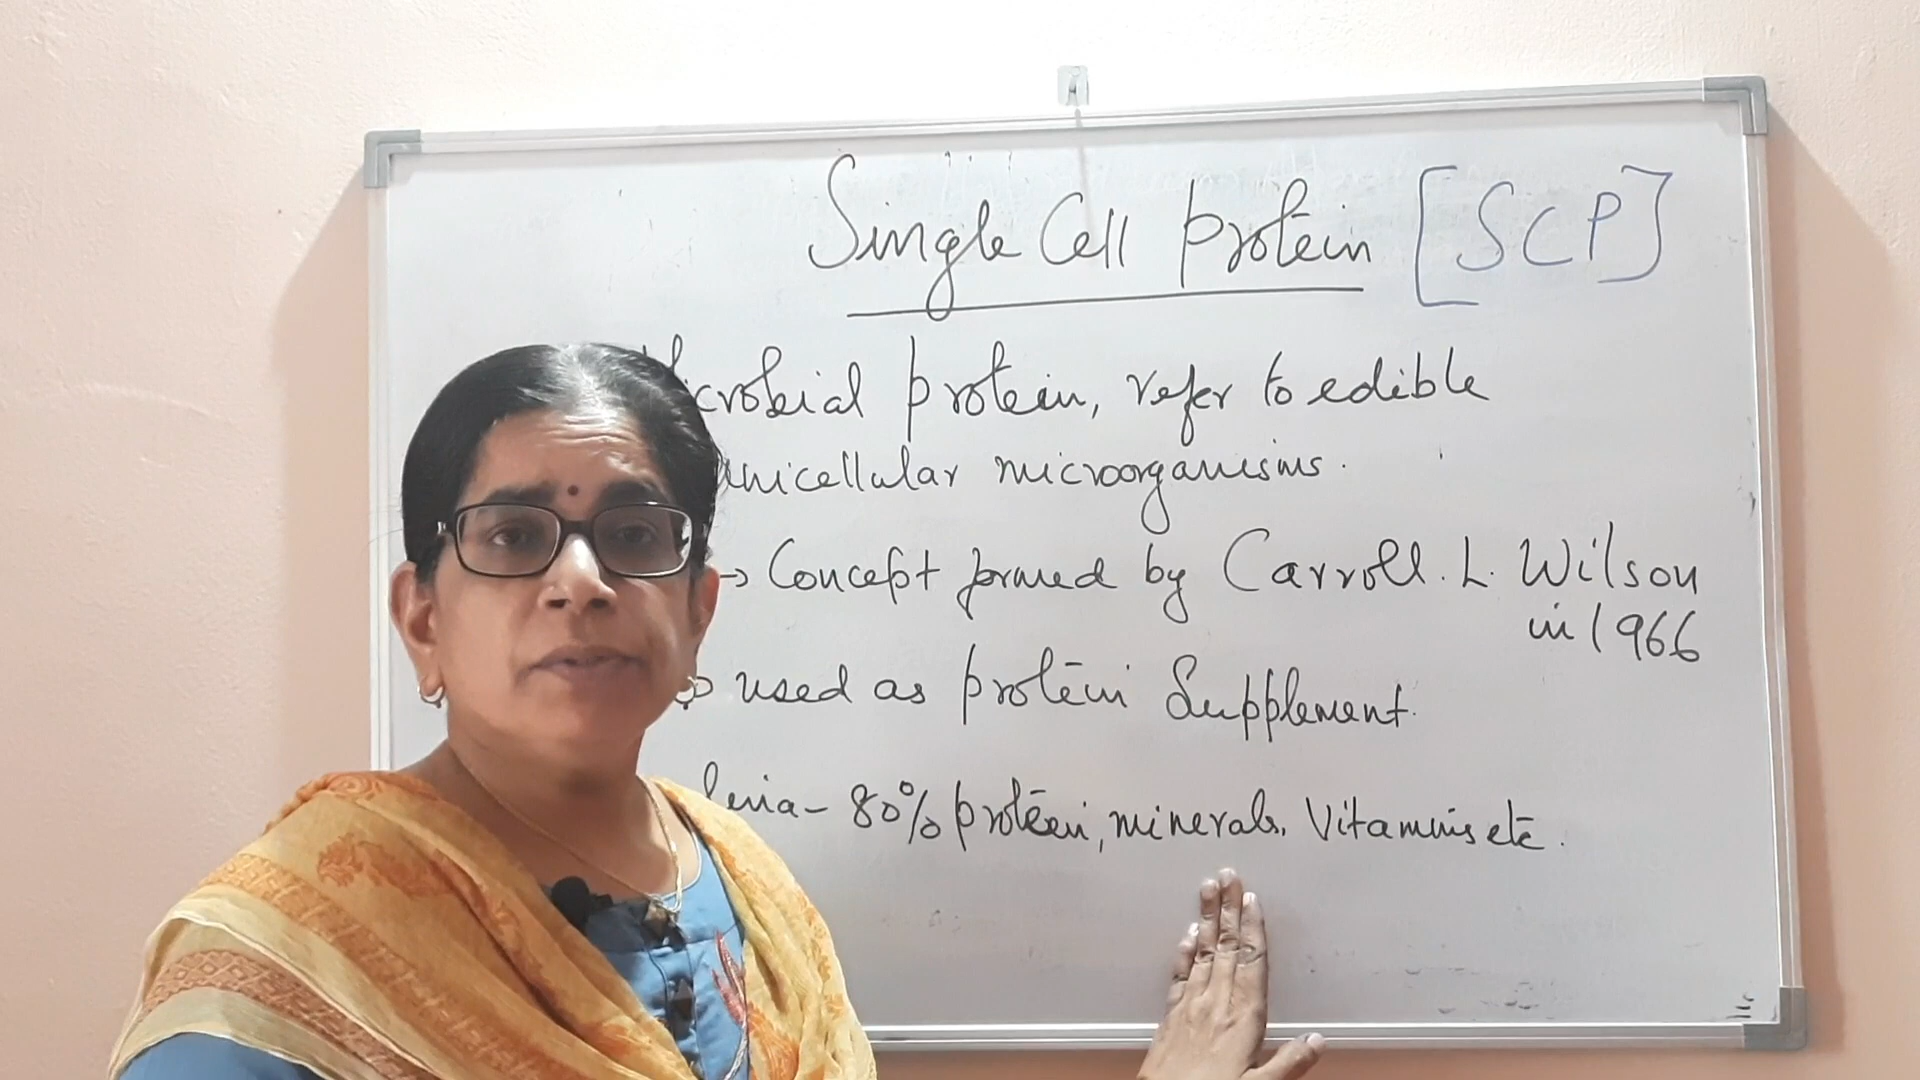 Single Cell protein [SCP]
protein, refer to edible
microorganisms.
→ Concept formed by Carroll. L. Wilson
in 1966
used as protein Supplement.
- 80% protein, minerals, Vitamins etc.